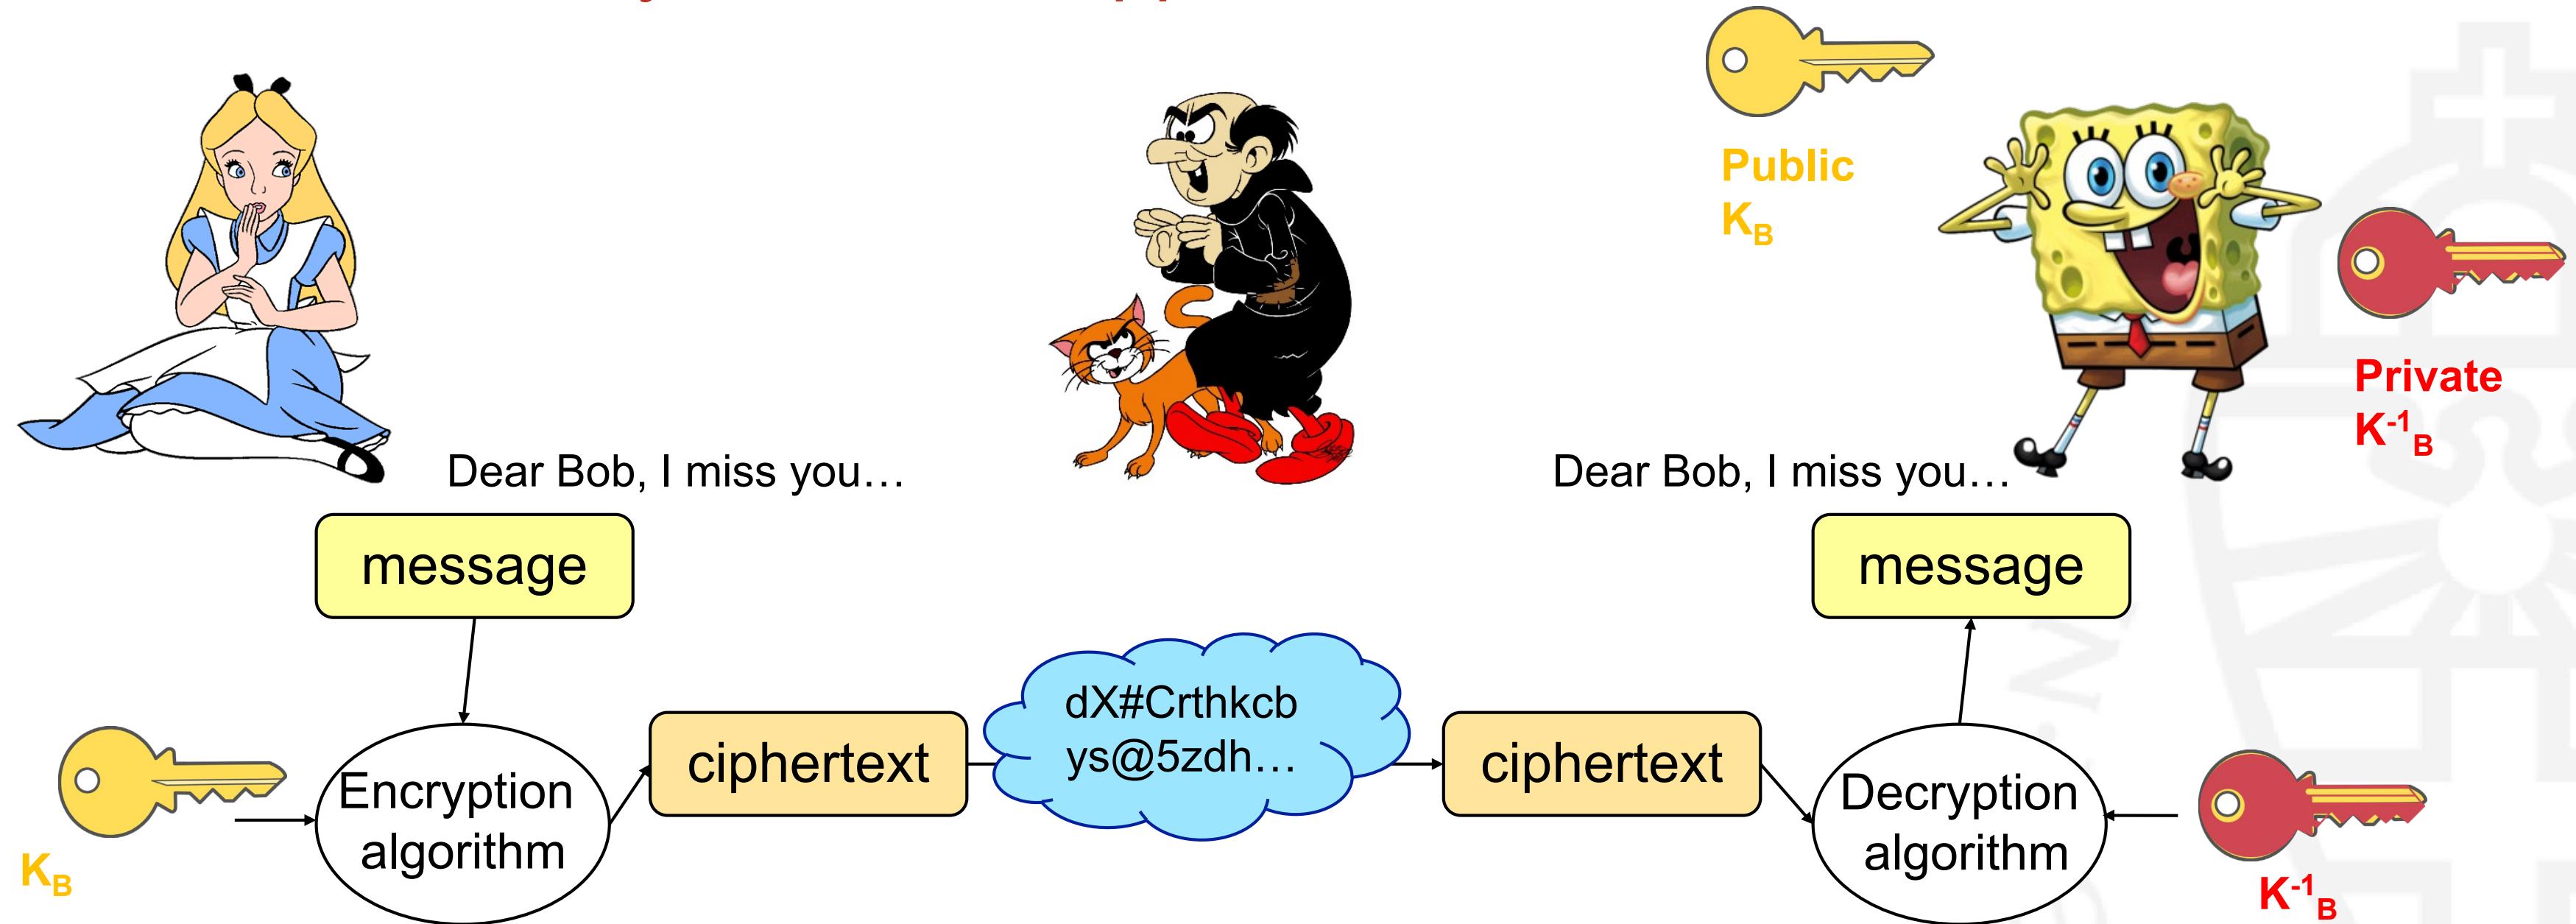 Public
K_B
Private
K^-1_B
Dear Bob, I miss you…
Dear Bob, I miss you…
message
message
dX#Crthkcb
ys@5zdh…
ciphertext
ciphertext
Encryption
algorithm
Decryption
algorithm
K_B
K^-1_B